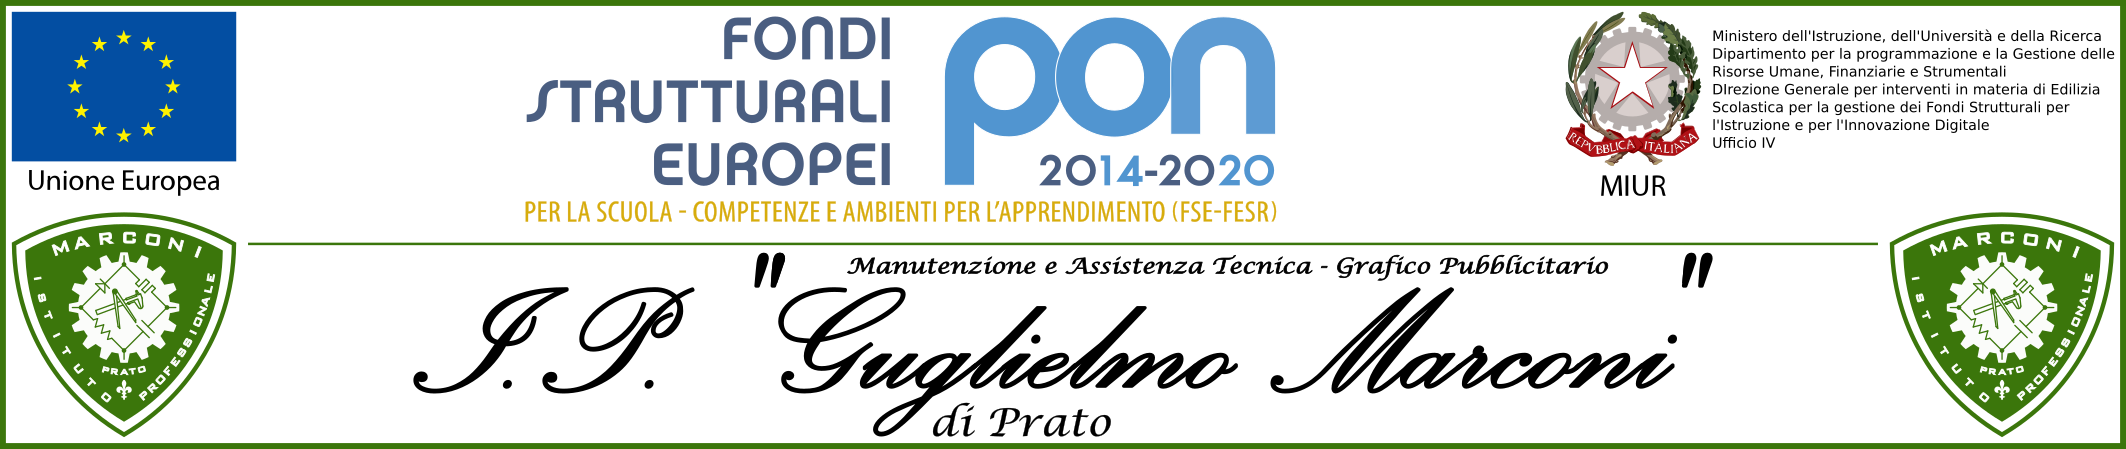 Unione Europea
FONDI
STRUTTURALI
EUROPEI
pon
2014-2020
PER LA SCUOLA - COMPETENZE E AMBIENTI PER L'APPRENDIMENTO (FSE-FESR)
REPVBBLICA ITALIANA
MIUR
Ministero dell'Istruzione, dell'Università e della Ricerca
Dipartimento per la programmazione e la Gestione delle
Risorse Umane, Finanziarie e Strumentali
DIrezione Generale per interventi in materia di Edilizia
Scolastica per la gestione dei Fondi Strutturali per
l'Istruzione e per l'Innovazione Digitale
Ufficio IV
MARCONI
ISTITUTO PROFESSIONALE
PRATO
Manutenzione e Assistenza Tecnica - Grafico Pubblicitario
I.P. "Guglielmo Marconi"
di Prato
MARCONI
ISTITUTO PROFESSIONALE
PRATO